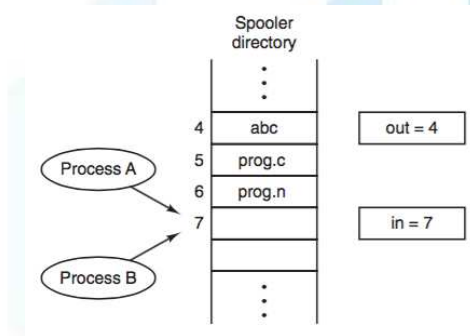 Spooler
directory
4 abc
out = 4
5 prog.c
Process A
6 prog.n
7
in = 7
Process B